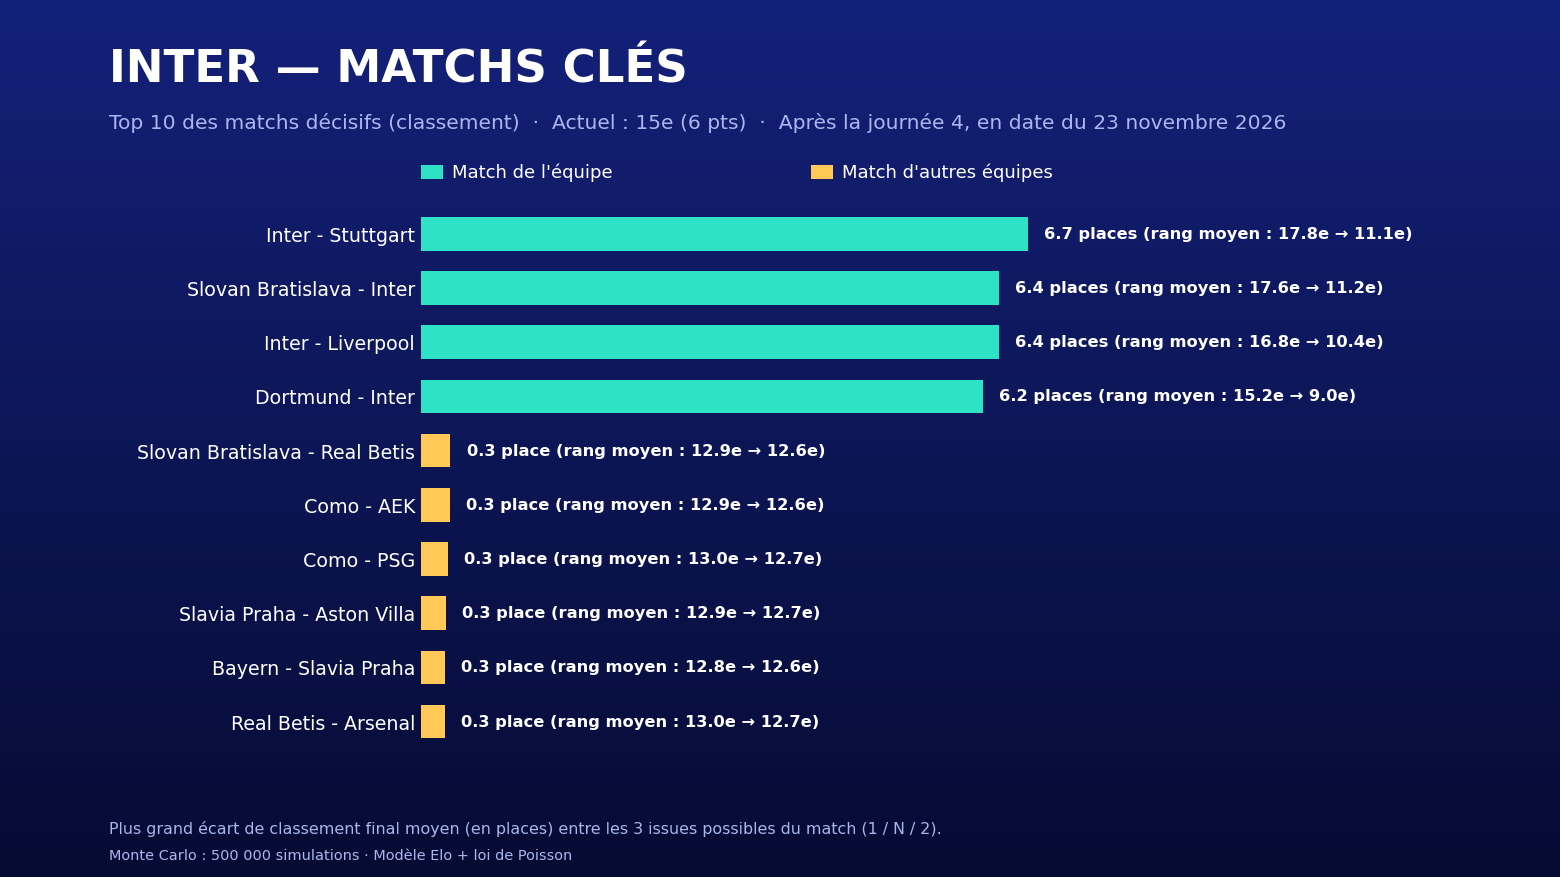 INTER — MATCHS CLÉS
Top 10 des matchs décisifs (classement)  ·  Actuel : 15e (6 pts)  ·  Après la journée 4, en date du 23 novembre 2026
Match de l'équipe
Match d'autres équipes
Inter - Stuttgart 6.7 places (rang moyen : 17.8e → 11.1e)
Slovan Bratislava - Inter 6.4 places (rang moyen : 17.6e → 11.2e)
Inter - Liverpool 6.4 places (rang moyen : 16.8e → 10.4e)
Dortmund - Inter 6.2 places (rang moyen : 15.2e → 9.0e)
Slovan Bratislava - Real Betis 0.3 place (rang moyen : 12.9e → 12.6e)
Como - AEK 0.3 place (rang moyen : 12.9e → 12.6e)
Como - PSG 0.3 place (rang moyen : 13.0e → 12.7e)
Slavia Praha - Aston Villa 0.3 place (rang moyen : 12.9e → 12.7e)
Bayern - Slavia Praha 0.3 place (rang moyen : 12.8e → 12.6e)
Real Betis - Arsenal 0.3 place (rang moyen : 13.0e → 12.7e)
Plus grand écart de classement final moyen (en places) entre les 3 issues possibles du match (1 / N / 2).
Monte Carlo : 500 000 simulations · Modèle Elo + loi de Poisson